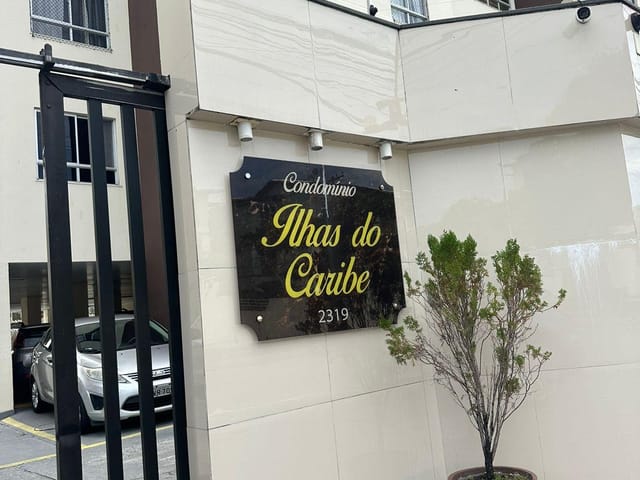 Condomínio
Ilhas do
Caribe
2319